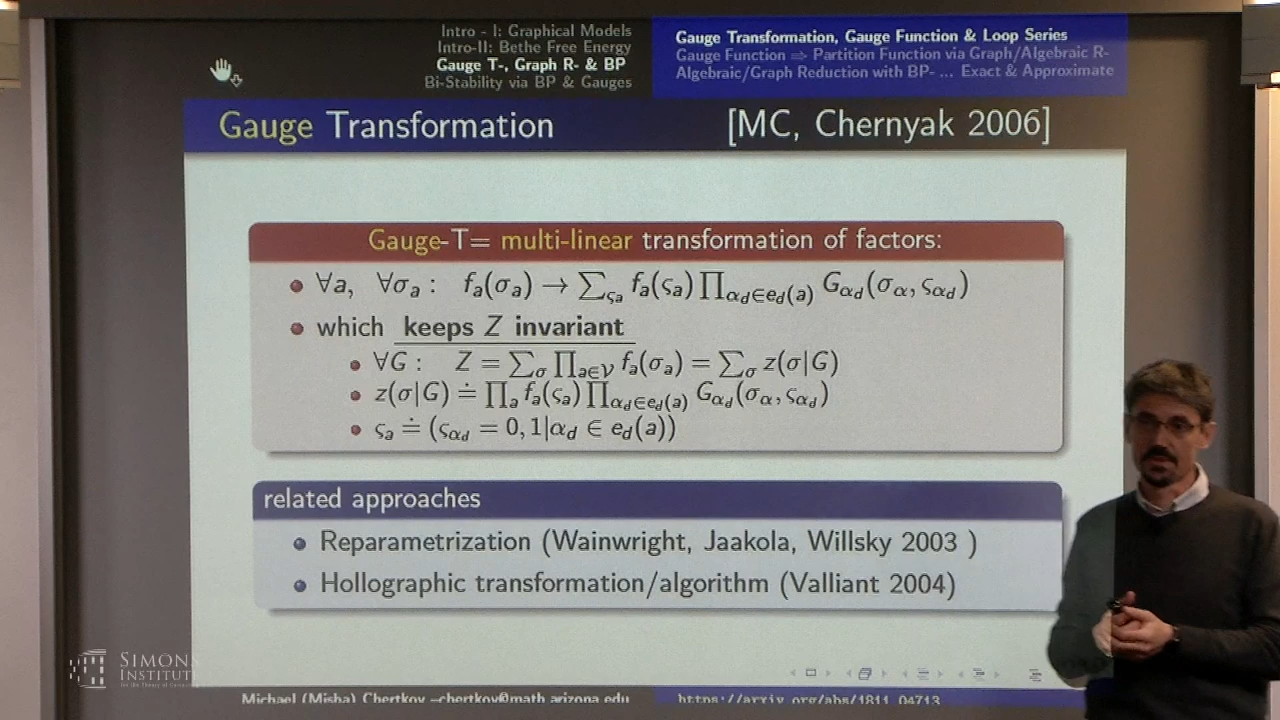 Intro - I: Graphical Models
Intro-II: Bethe Free Energy
Gauge T-, Graph R- & BP
Bi-Stability via BP & Gauges
Gauge Transformation, Gauge Function & Loop Series
Gauge Function ⇒ Partition Function via Graph/Algebraic R-
Algebraic/Graph Reduction with BP- ... Exact & Approximate
Gauge Transformation [MC, Chernyak 2006]
Gauge-T= multi-linear transformation of factors:
• ∀a, ∀σ_a : f_a(σ_a) → ∑_{ς_a} f_a(ς_a) ∏_{α_d∈e_d(a)} G_{α_d}(σ_α, ς_{α_d})
• which keeps Z invariant
• ∀G : Z = ∑_σ ∏_{a∈𝒱} f_a(σ_a) = ∑_σ z(σ|G)
• z(σ|G) ≐ ∏_a f_a(ς_a) ∏_{α_d∈e_d(a)} G_{α_d}(σ_α, ς_{α_d})
• ς_a ≐ (ς_{α_d} = 0, 1|α_d ∈ e_d(a))
related approaches
• Reparametrization (Wainwright, Jaakola, Willsky 2003 )
• Hollographic transformation/algorithm (Valliant 2004)
SIMONS
INSTITUTE
Michael (Misha) Chertkov –chertkov@math.arizona.edu
https://arxiv.org/abs/1811.04713